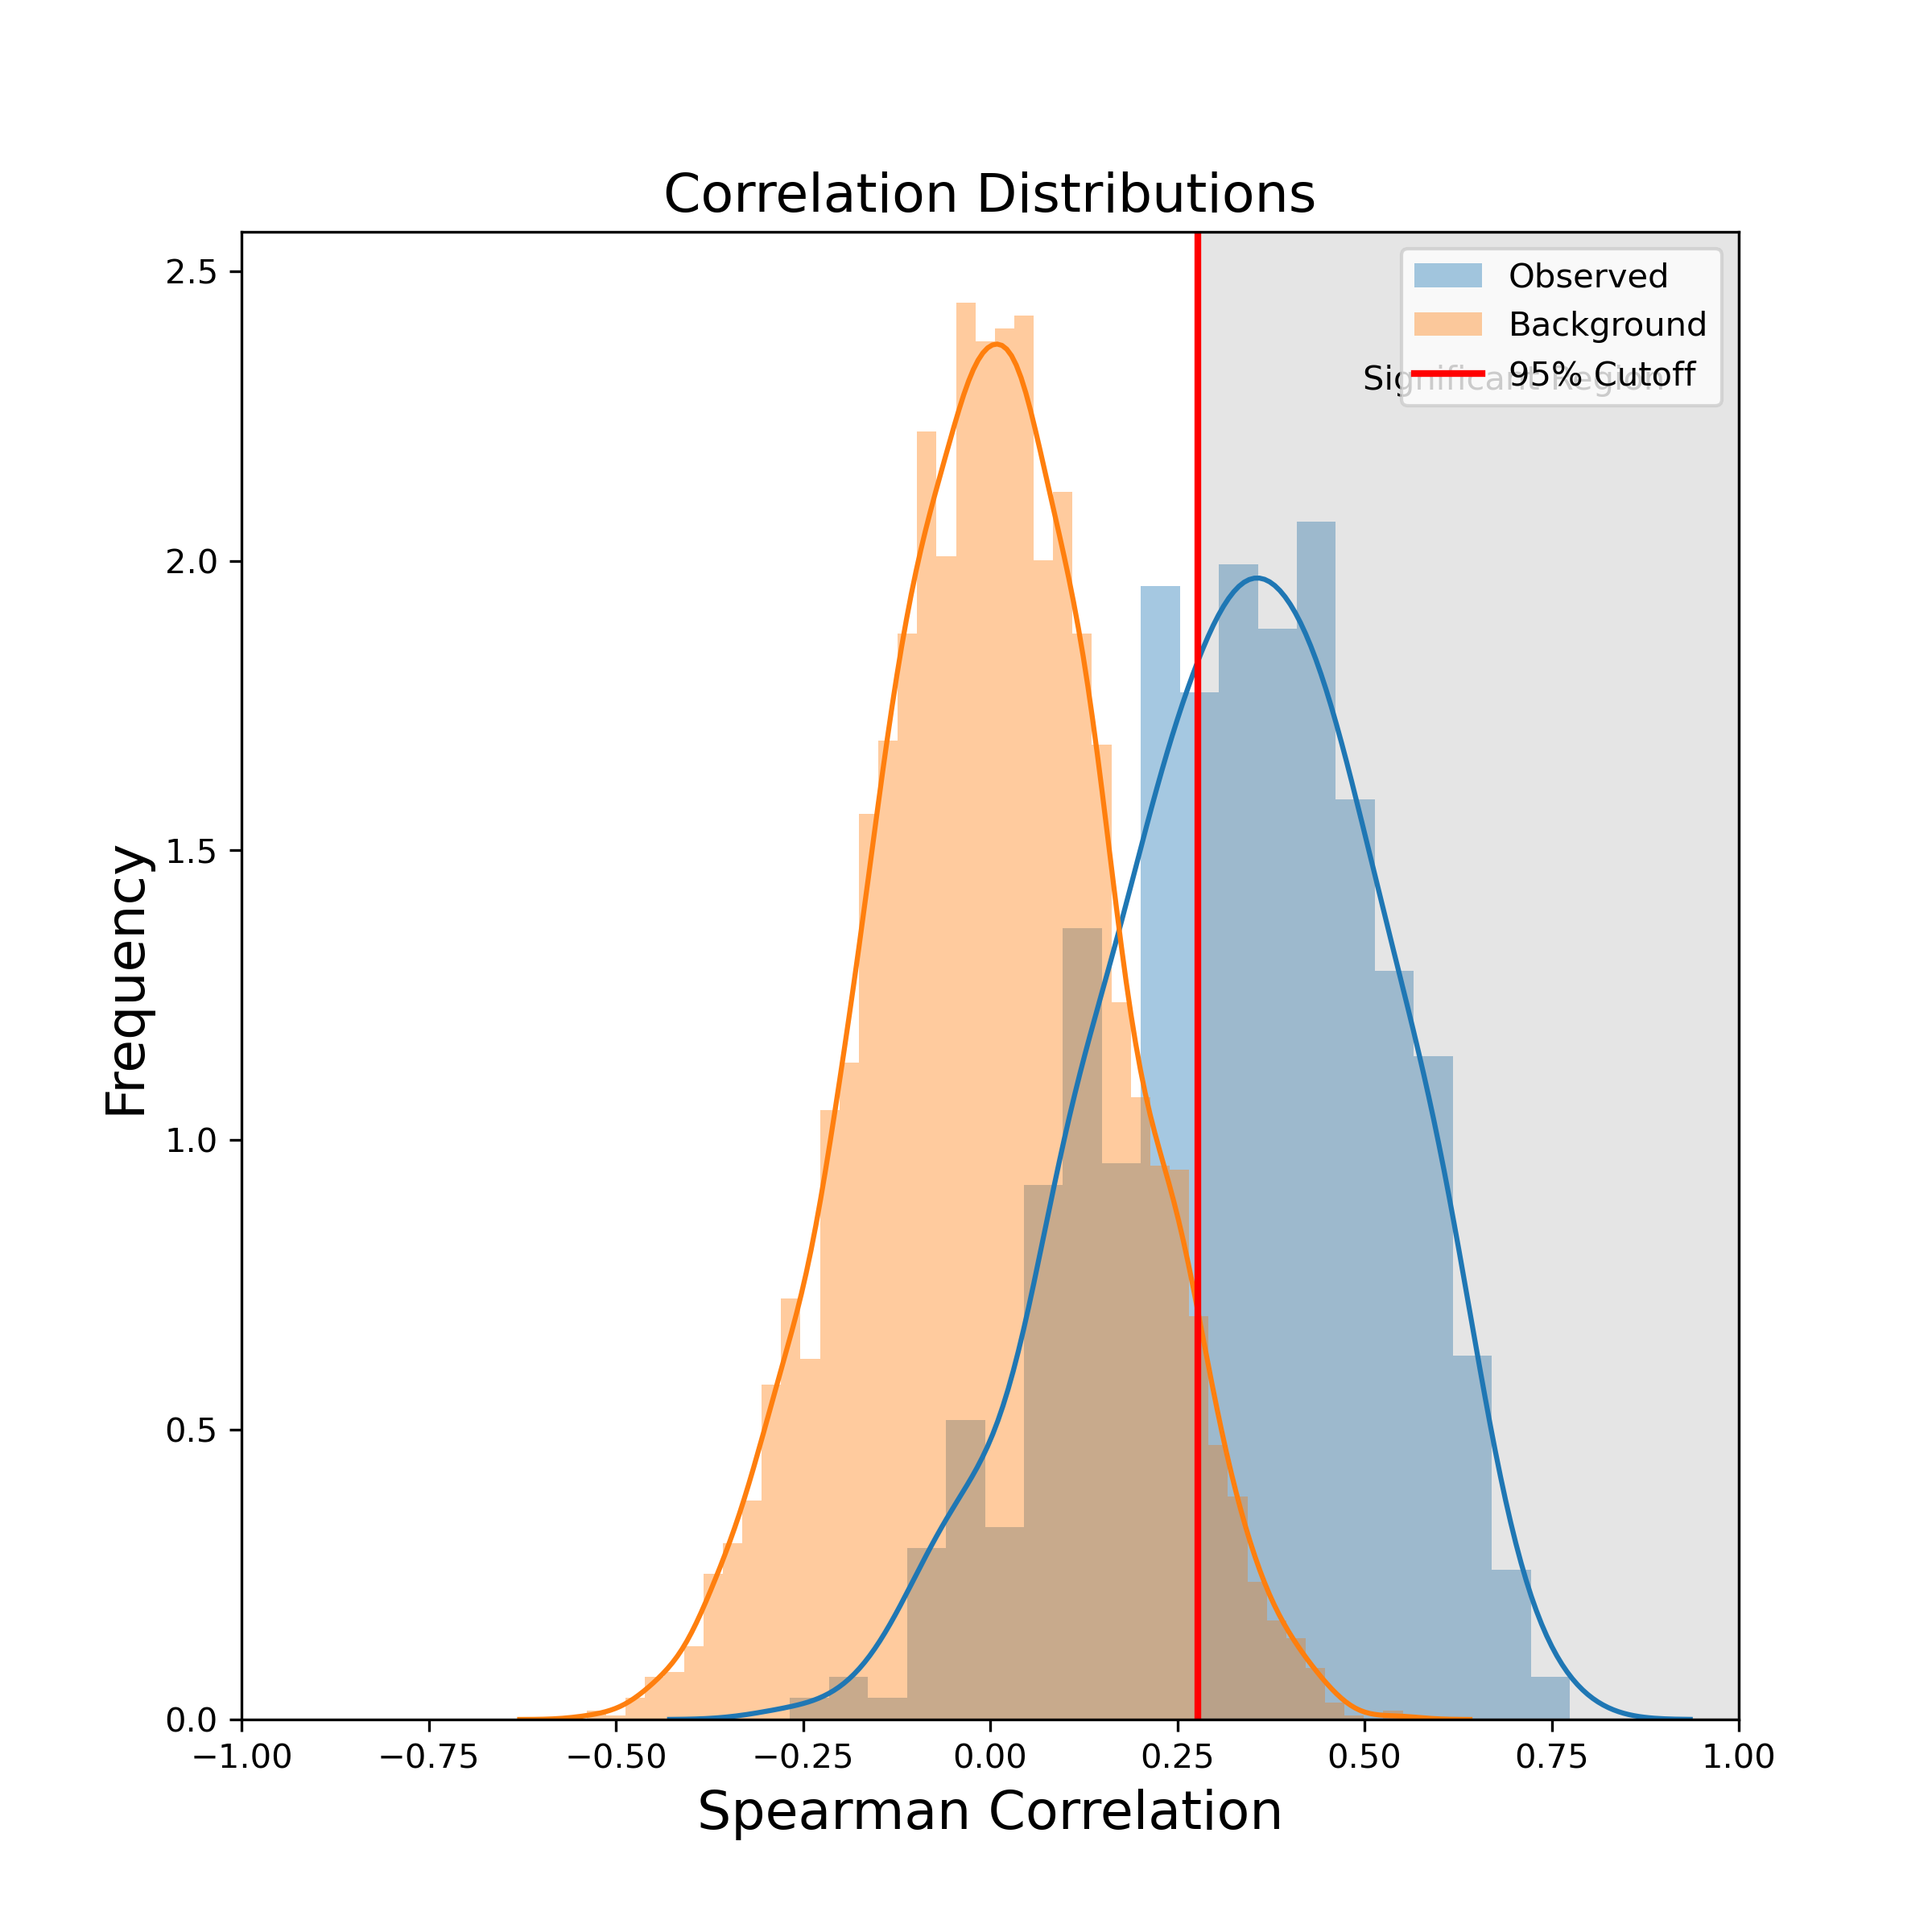 Correlation Distributions
Observed
Background
95% Cutoff
Significant Region
Frequency
2.5
2.0
1.5
1.0
0.5
0.0
−1.00
−0.75
−0.50
−0.25
0.00
0.25
0.50
0.75
1.00
Spearman Correlation